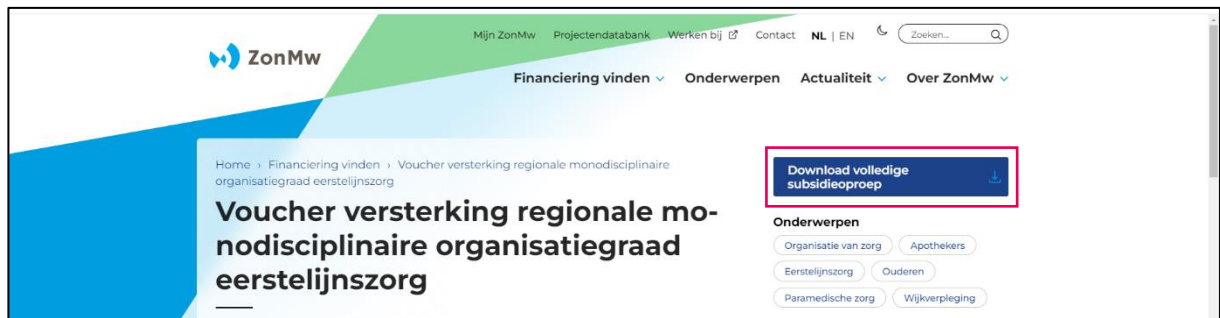 Mijn ZonMw Projectendatabank Werken bij Contact NL | EN Zoeken...
ZonMw
Financiering vinden Onderwerpen Actualiteit Over ZonMw
Home › Financiering vinden › Voucher versterking regionale monodisciplinaire
organisatiegraad eerstelijnszorg
Voucher versterking regionale mo-
nodisciplinaire organisatiegraad
eerstelijnszorg
Download volledige
subsidieoproep
Onderwerpen
Organisatie van zorg Apothekers
Eerstelijnszorg Ouderen
Paramedische zorg Wijkverpleging